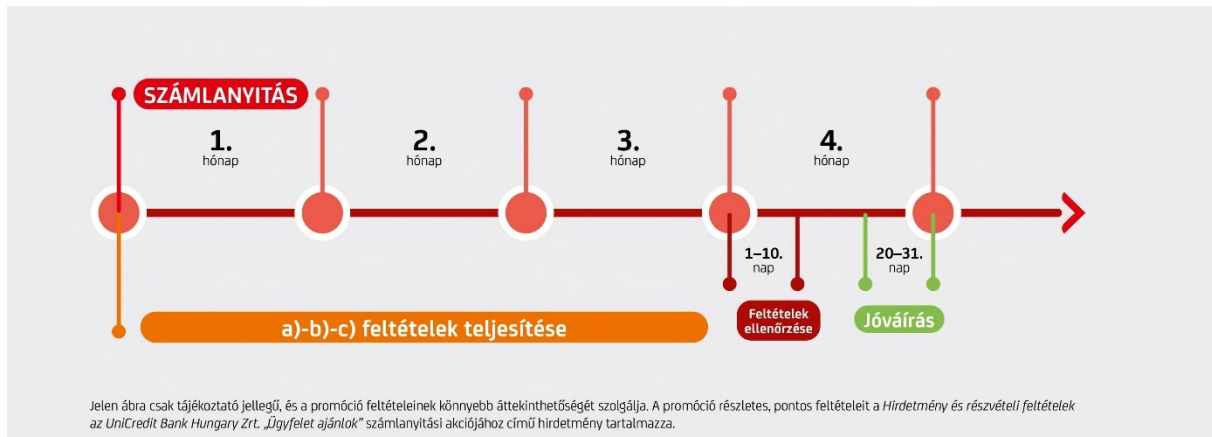 SZÁMLANYITÁS
1.
hónap
2.
hónap
3.
hónap
4.
hónap
1–10.
nap
20–31.
nap
a)-b)-c) feltételek teljesítése
Feltételek
ellenőrzése
Jóváírás
Jelen ábra csak tájékoztató jellegű, és a promóció feltételeinek könnyebb áttekinthetőségét szolgálja. A promóció részletes, pontos feltételeit a Hirdetmény és részvételi feltételek
az UniCredit Bank Hungary Zrt. „Ügyfelet ajánlok” számlanyitási akciójához című hirdetmény tartalmazza.